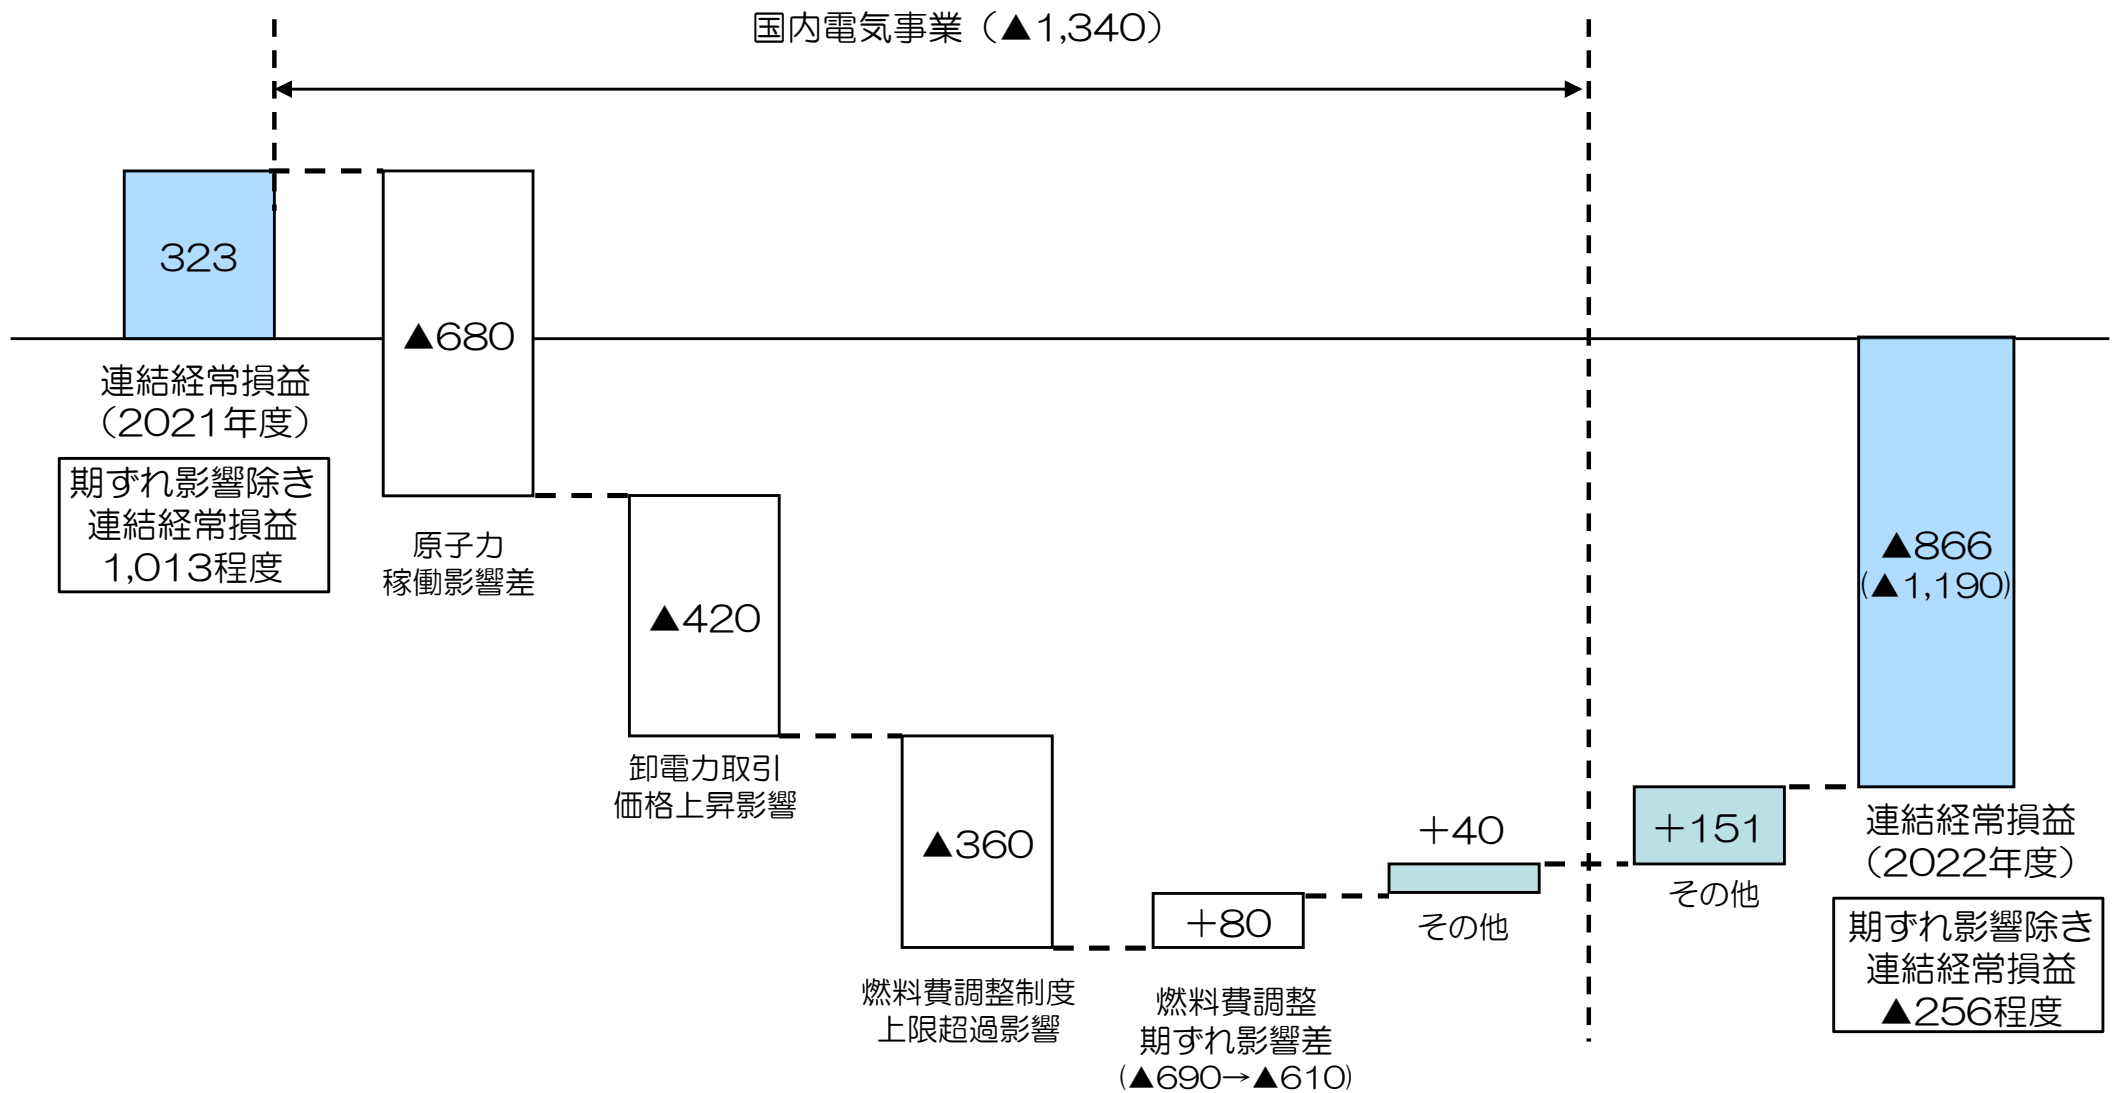 国内電気事業（▲1,340）
323
連結経常損益
（2021年度）
期ずれ影響除き
連結経常損益
1,013程度
▲680
原子力
稼働影響差
▲420
卸電力取引
価格上昇影響
▲360
燃料費調整制度
上限超過影響
＋80
燃料費調整
期ずれ影響差
(▲690→▲610)
＋40
その他
＋151
その他
▲866
(▲1,190)
連結経常損益
（2022年度）
期ずれ影響除き
連結経常損益
▲256程度